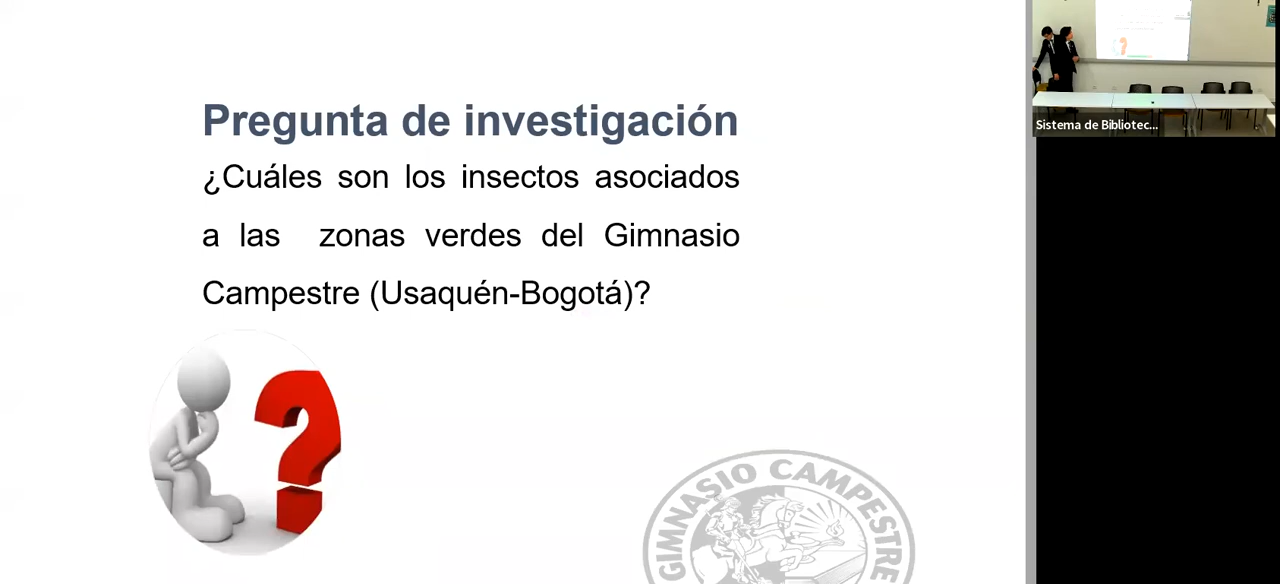 Pregunta de investigación
¿Cuáles son los insectos asociados
a las zonas verdes del Gimnasio
Campestre (Usaquén-Bogotá)?
GIMNASIO CAMPESTRE
Sistema de Bibliotec...